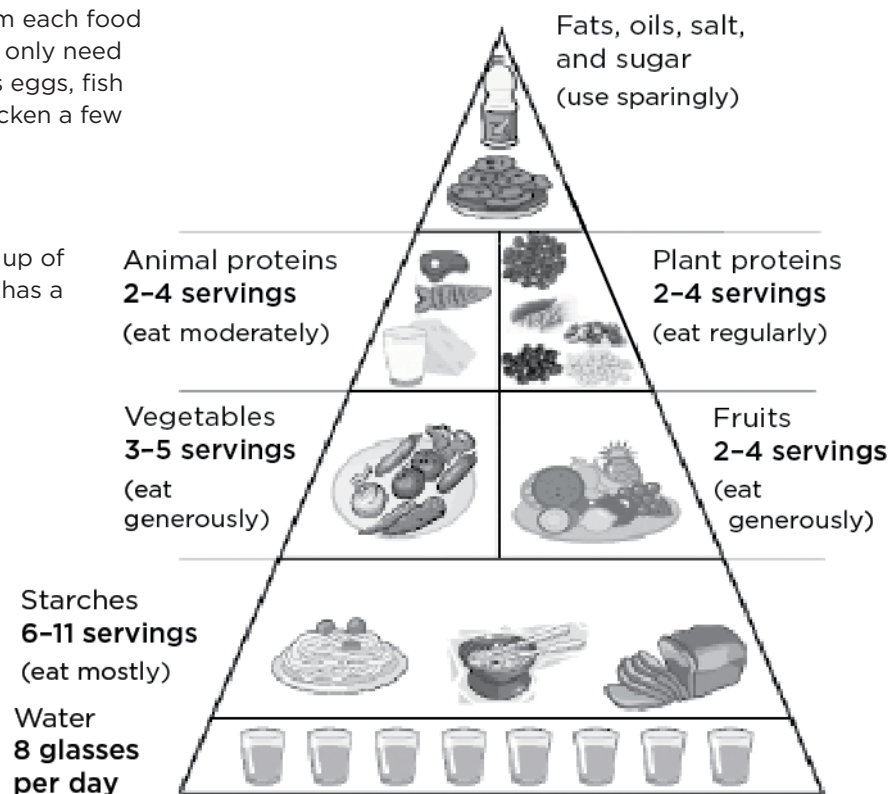 m each food
only need
s eggs, fish
cken a few
up of
has a
Fats, oils, salt,
and sugar
(use sparingly)
Animal proteins
2–4 servings
(eat moderately)
Plant proteins
2–4 servings
(eat regularly)
Vegetables
3–5 servings
(eat
generously)
Fruits
2–4 servings
(eat
generously)
Starches
6–11 servings
(eat mostly)
Water
8 glasses
per day